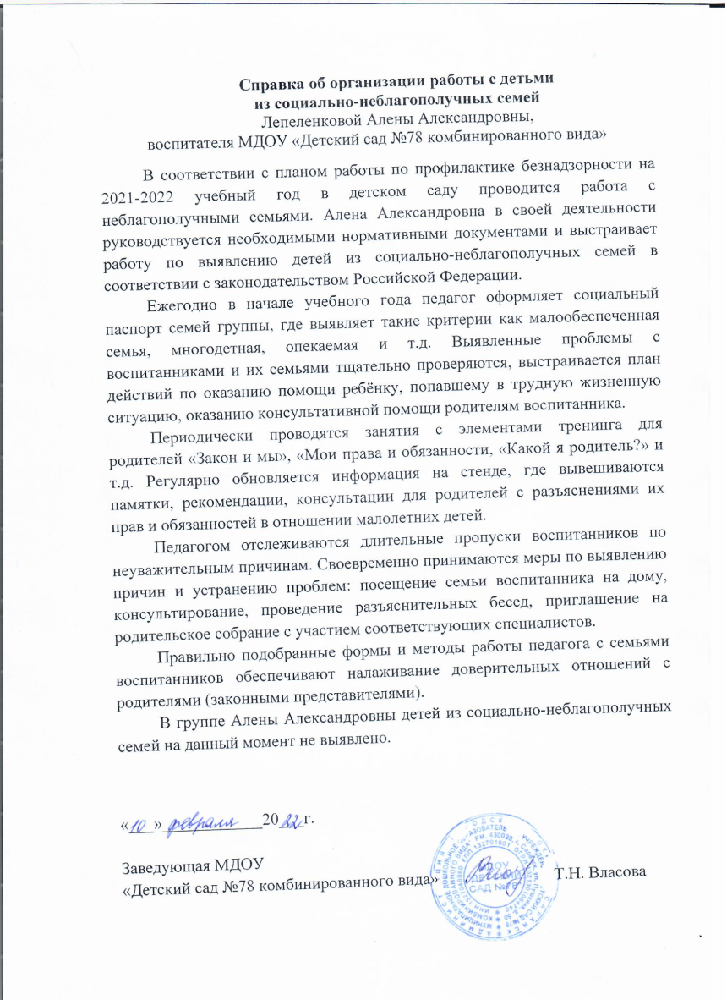 Справка об организации работы с детьми
из социально-неблагополучных семей
Лепеленковой Алены Александровны,
воспитателя МДОУ «Детский сад №78 комбинированного вида»
В соответствии с планом работы по профилактике безнадзорности на
2021-2022 учебный год в детском саду проводится работа с
неблагополучными семьями. Алена Александровна в своей деятельности
руководствуется необходимыми нормативными документами и выстраивает
работу по выявлению детей из социально-неблагополучных семей в
соответствии с законодательством Российской Федерации.
Ежегодно в начале учебного года педагог оформляет социальный
паспорт семей группы, где выявляет такие критерии как малообеспеченная
семья, многодетная, опекаемая и т.д. Выявленные проблемы с
воспитанниками и их семьями тщательно проверяются, выстраивается план
действий по оказанию помощи ребёнку, попавшему в трудную жизненную
ситуацию, оказанию консультативной помощи родителям воспитанника.
Периодически проводятся занятия с элементами тренинга для
родителей «Закон и мы», «Мои права и обязанности, «Какой я родитель?» и
т.д. Регулярно обновляется информация на стенде, где вывешиваются
памятки, рекомендации, консультации для родителей с разъяснениями их
прав и обязанностей в отношении малолетних детей.
Педагогом отслеживаются длительные пропуски воспитанников по
неуважительным причинам. Своевременно принимаются меры по выявлению
причин и устранению проблем: посещение семьи воспитанника на дому,
консультирование, проведение разъяснительных бесед, приглашение на
родительское собрание с участием соответствующих специалистов.
Правильно подобранные формы и методы работы педагога с семьями
воспитанников обеспечивают налаживание доверительных отношений с
родителями (законными представителями).
В группе Алены Александровны детей из социально-неблагополучных
семей на данный момент не выявлено.
«10» февраля 2022 г.
Заведующая МДОУ
«Детский сад №78 комбинированного вида» Т.Н. Власова
САД №78